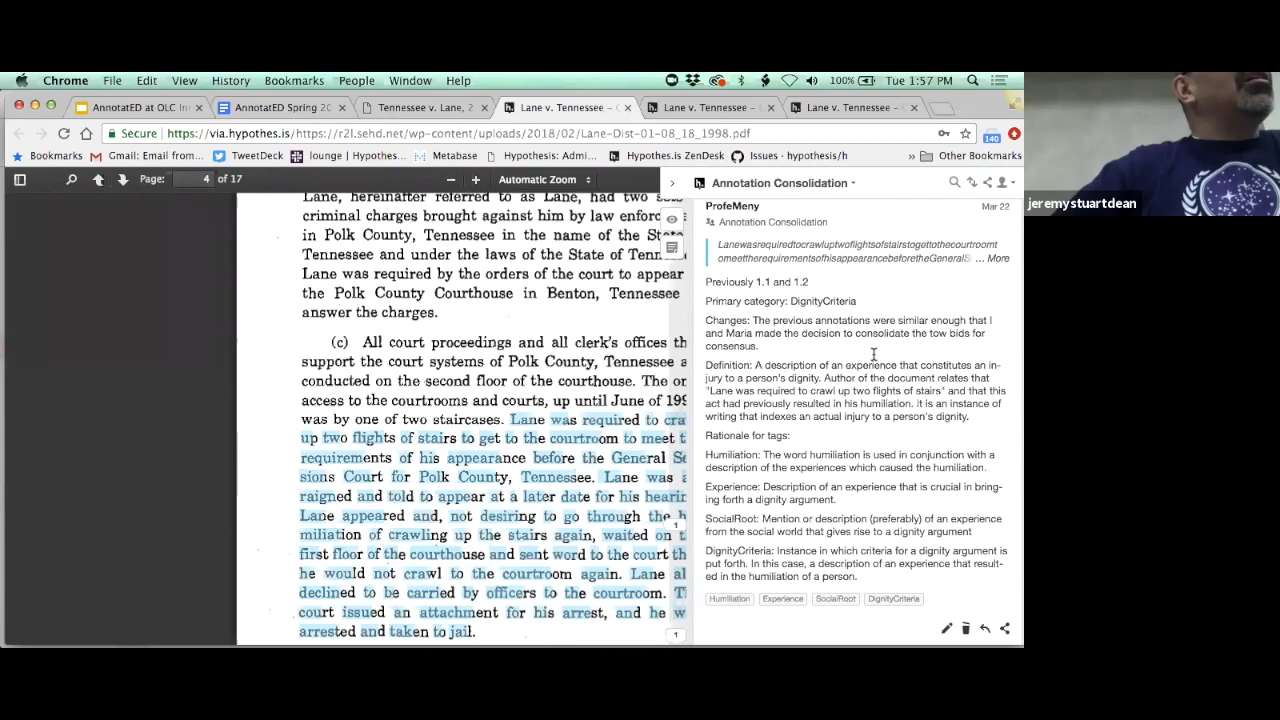 Chrome File Edit View History Bookmarks People Window Help 100% Tue 1:57 PM
AnnotatED at OLC In
AnnotatED Spring 20
Tennessee v. Lane, 2
Lane v. Tennessee –
Lane v. Tennessee –
Lane v. Tennessee –
Secure https://via.hypothes.is/https://r2l.sehd.net/wp-content/uploads/2018/02/Lane-Dist-01-08_18_1998.pdf
140
Bookmarks Gmail: Email from... TweetDeck lounge | Hypothes... Metabase Hypothesis: Admi... Hypothes.is ZenDesk Issues · hypothesis/h » Other Bookmarks
Page: 4 of 17 Automatic Zoom
Lane, hereinafter referred to as Lane, had two
criminal charges brought against him by law enforce
in Polk County, Tennessee in the name of the State
Tennessee and under the laws of the State of Tenn
Lane was required by the orders of the court to appear
the Polk County Courthouse in Benton, Tennessee
answer the charges.
(c) All court proceedings and all clerk's offices th
support the court systems of Polk County, Tennessee a
conducted on the second floor of the courthouse. The on
access to the courtrooms and courts, up until June of 199
was by one of two staircases. Lane was required to cra
up two flights of stairs to get to the courtroom to meet t
requirements of his appearance before the General Se
sions Court for Polk County, Tennessee. Lane was a
raigned and told to appear at a later date for his hearin
Lane appeared and, not desiring to go through the h
miliation of crawling up the stairs again, waited on t
first floor of the courthouse and sent word to the court th
he would not crawl to the courtroom again. Lane al
declined to be carried by officers to the courtroom. T
court issued an attachment for his arrest, and he w
arrested and taken to jail.
1
1
Annotation Consolidation
ProfeMeny Mar 22
Annotation Consolidation
Lanewasrequiredtocrawluptwoflightsofstairstogettothecourtroomt
omeettherequirementsofhisappearancebeforetheGeneralS ... More
Previously 1.1 and 1.2
Primary category: DignityCriteria
Changes: The previous annotations were similar enough that I
and Maria made the decision to consolidate the tow bids for
consensus.
Definition: A description of an experience that constitutes an in-
jury to a person's dignity. Author of the document relates that
"Lane was required to crawl up two flights of stairs" and that this
act had previously resulted in his humiliation. It is an instance of
writing that indexes an actual injury to a person's dignity.
Rationale for tags:
Humiliation: The word humiliation is used in conjunction with a
description of the experiences which caused the humiliation.
Experience: Description of an experience that is crucial in bring-
ing forth a dignity argument.
SocialRoot: Mention or description (preferably) of an experience
from the social world that gives rise to a dignity argument
DignityCriteria: Instance in which criteria for a dignity argument is
put forth. In this case, a description of an experience that result-
ed in the humiliation of a person.
Humiliation Experience SocialRoot DignityCriteria
jeremystuartdean